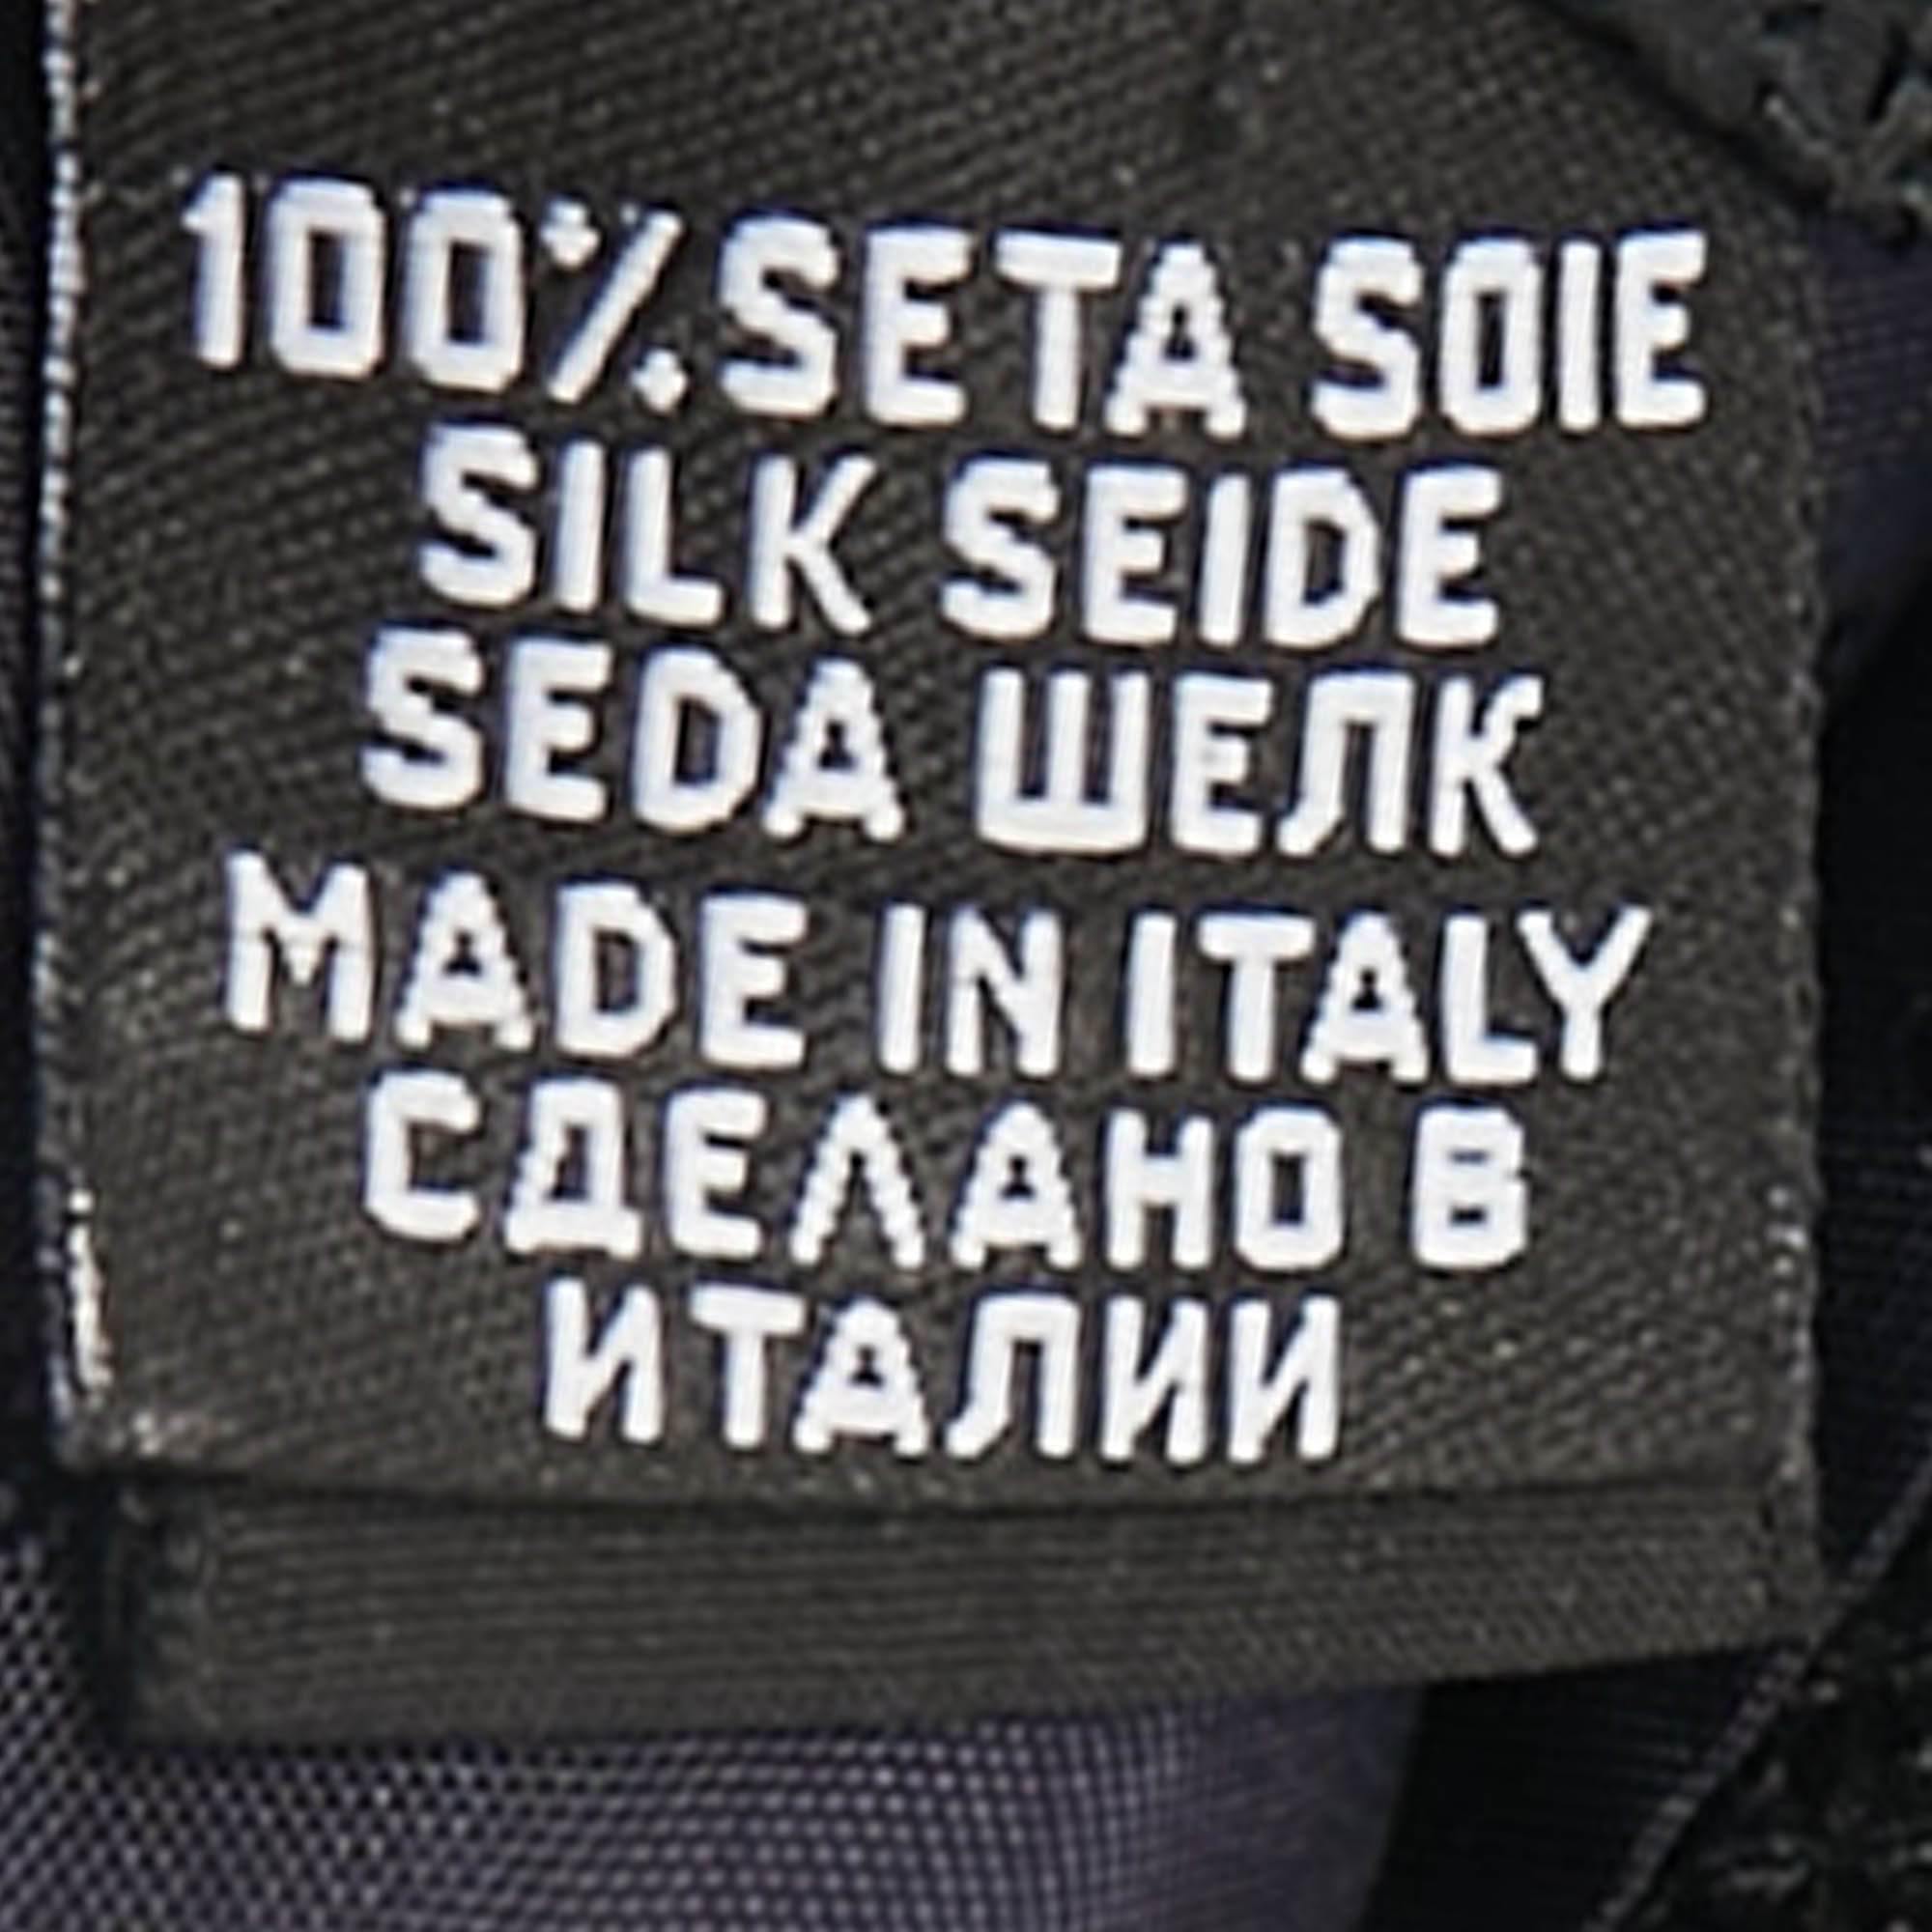 100% SETA SOIE
SILK SEIDE
SEDA ШЕЛК
MADE IN ITALY
СДЕЛАНО В
ИТАЛИИ